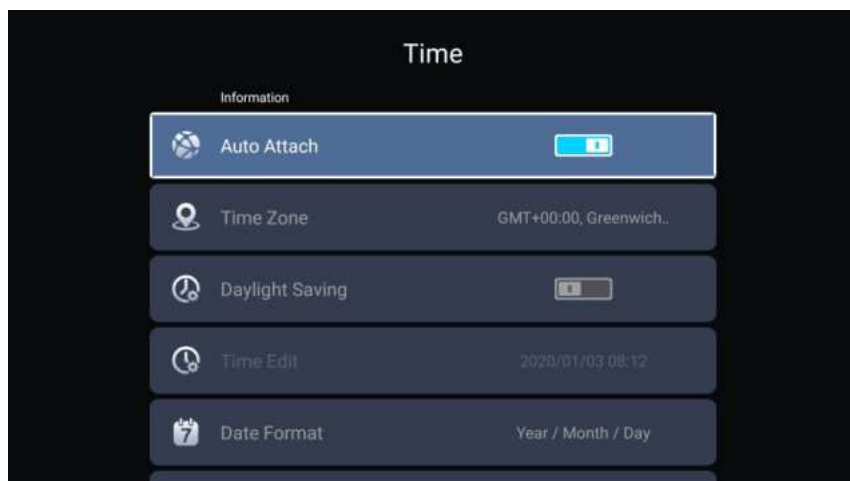 Time
Information
Auto Attach
Time Zone GMT+00:00, Greenwich..
Daylight Saving
Time Edit 2020/01/03 08:12
7
Date Format Year / Month / Day